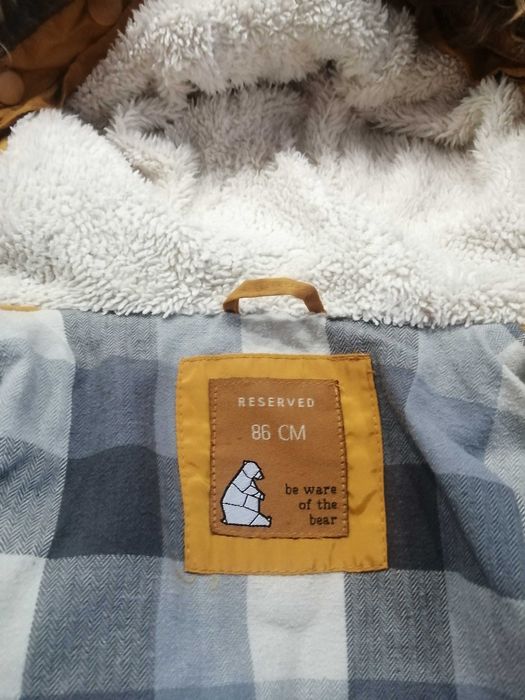 RESERVED
86 CM
be ware
of the
bear